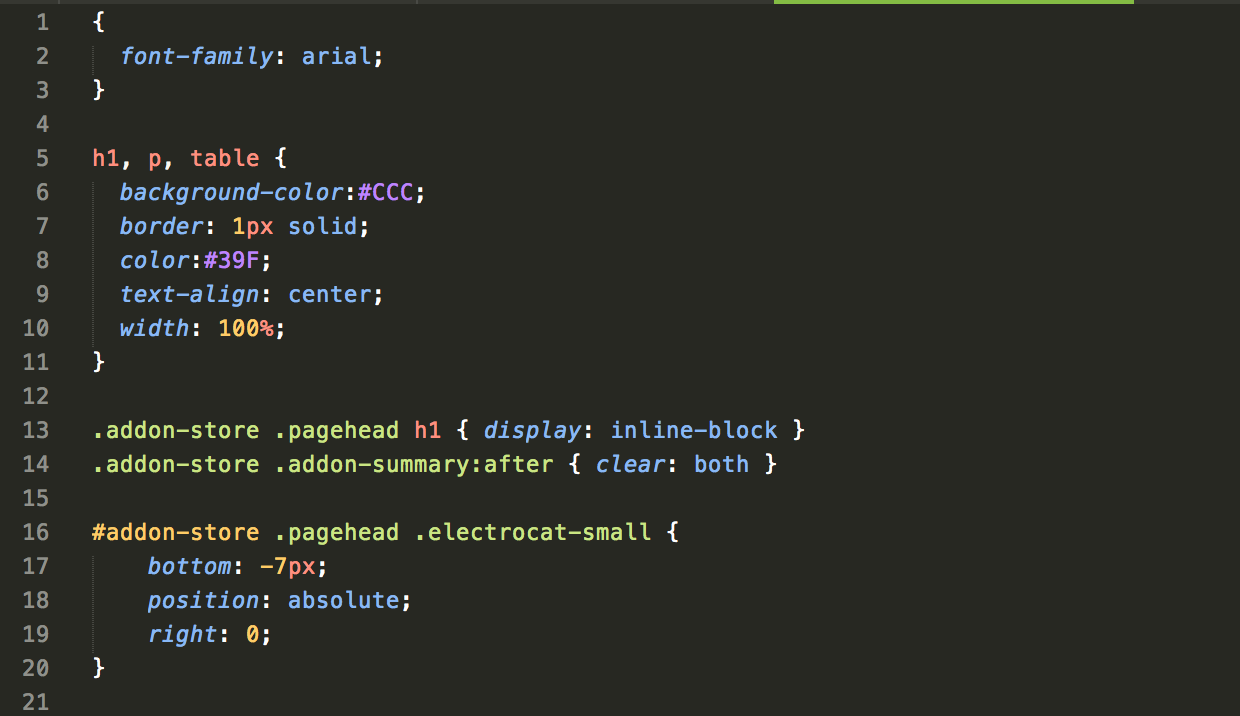 1 {
2   font-family: arial;
3 }
4
5 h1, p, table {
6   background-color:#CCC;
7   border: 1px solid;
8   color:#39F;
9   text-align: center;
10   width: 100%;
11 }
12
13 .addon-store .pagehead h1 { display: inline-block }
14 .addon-store .addon-summary:after { clear: both }
15
16 #addon-store .pagehead .electrocat-small {
17     bottom: -7px;
18     position: absolute;
19     right: 0;
20 }
21